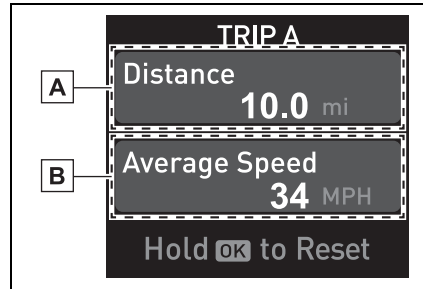 TRIP A
A
Distance
10.0 mi
B
Average Speed
34 MPH
Hold OK to Reset